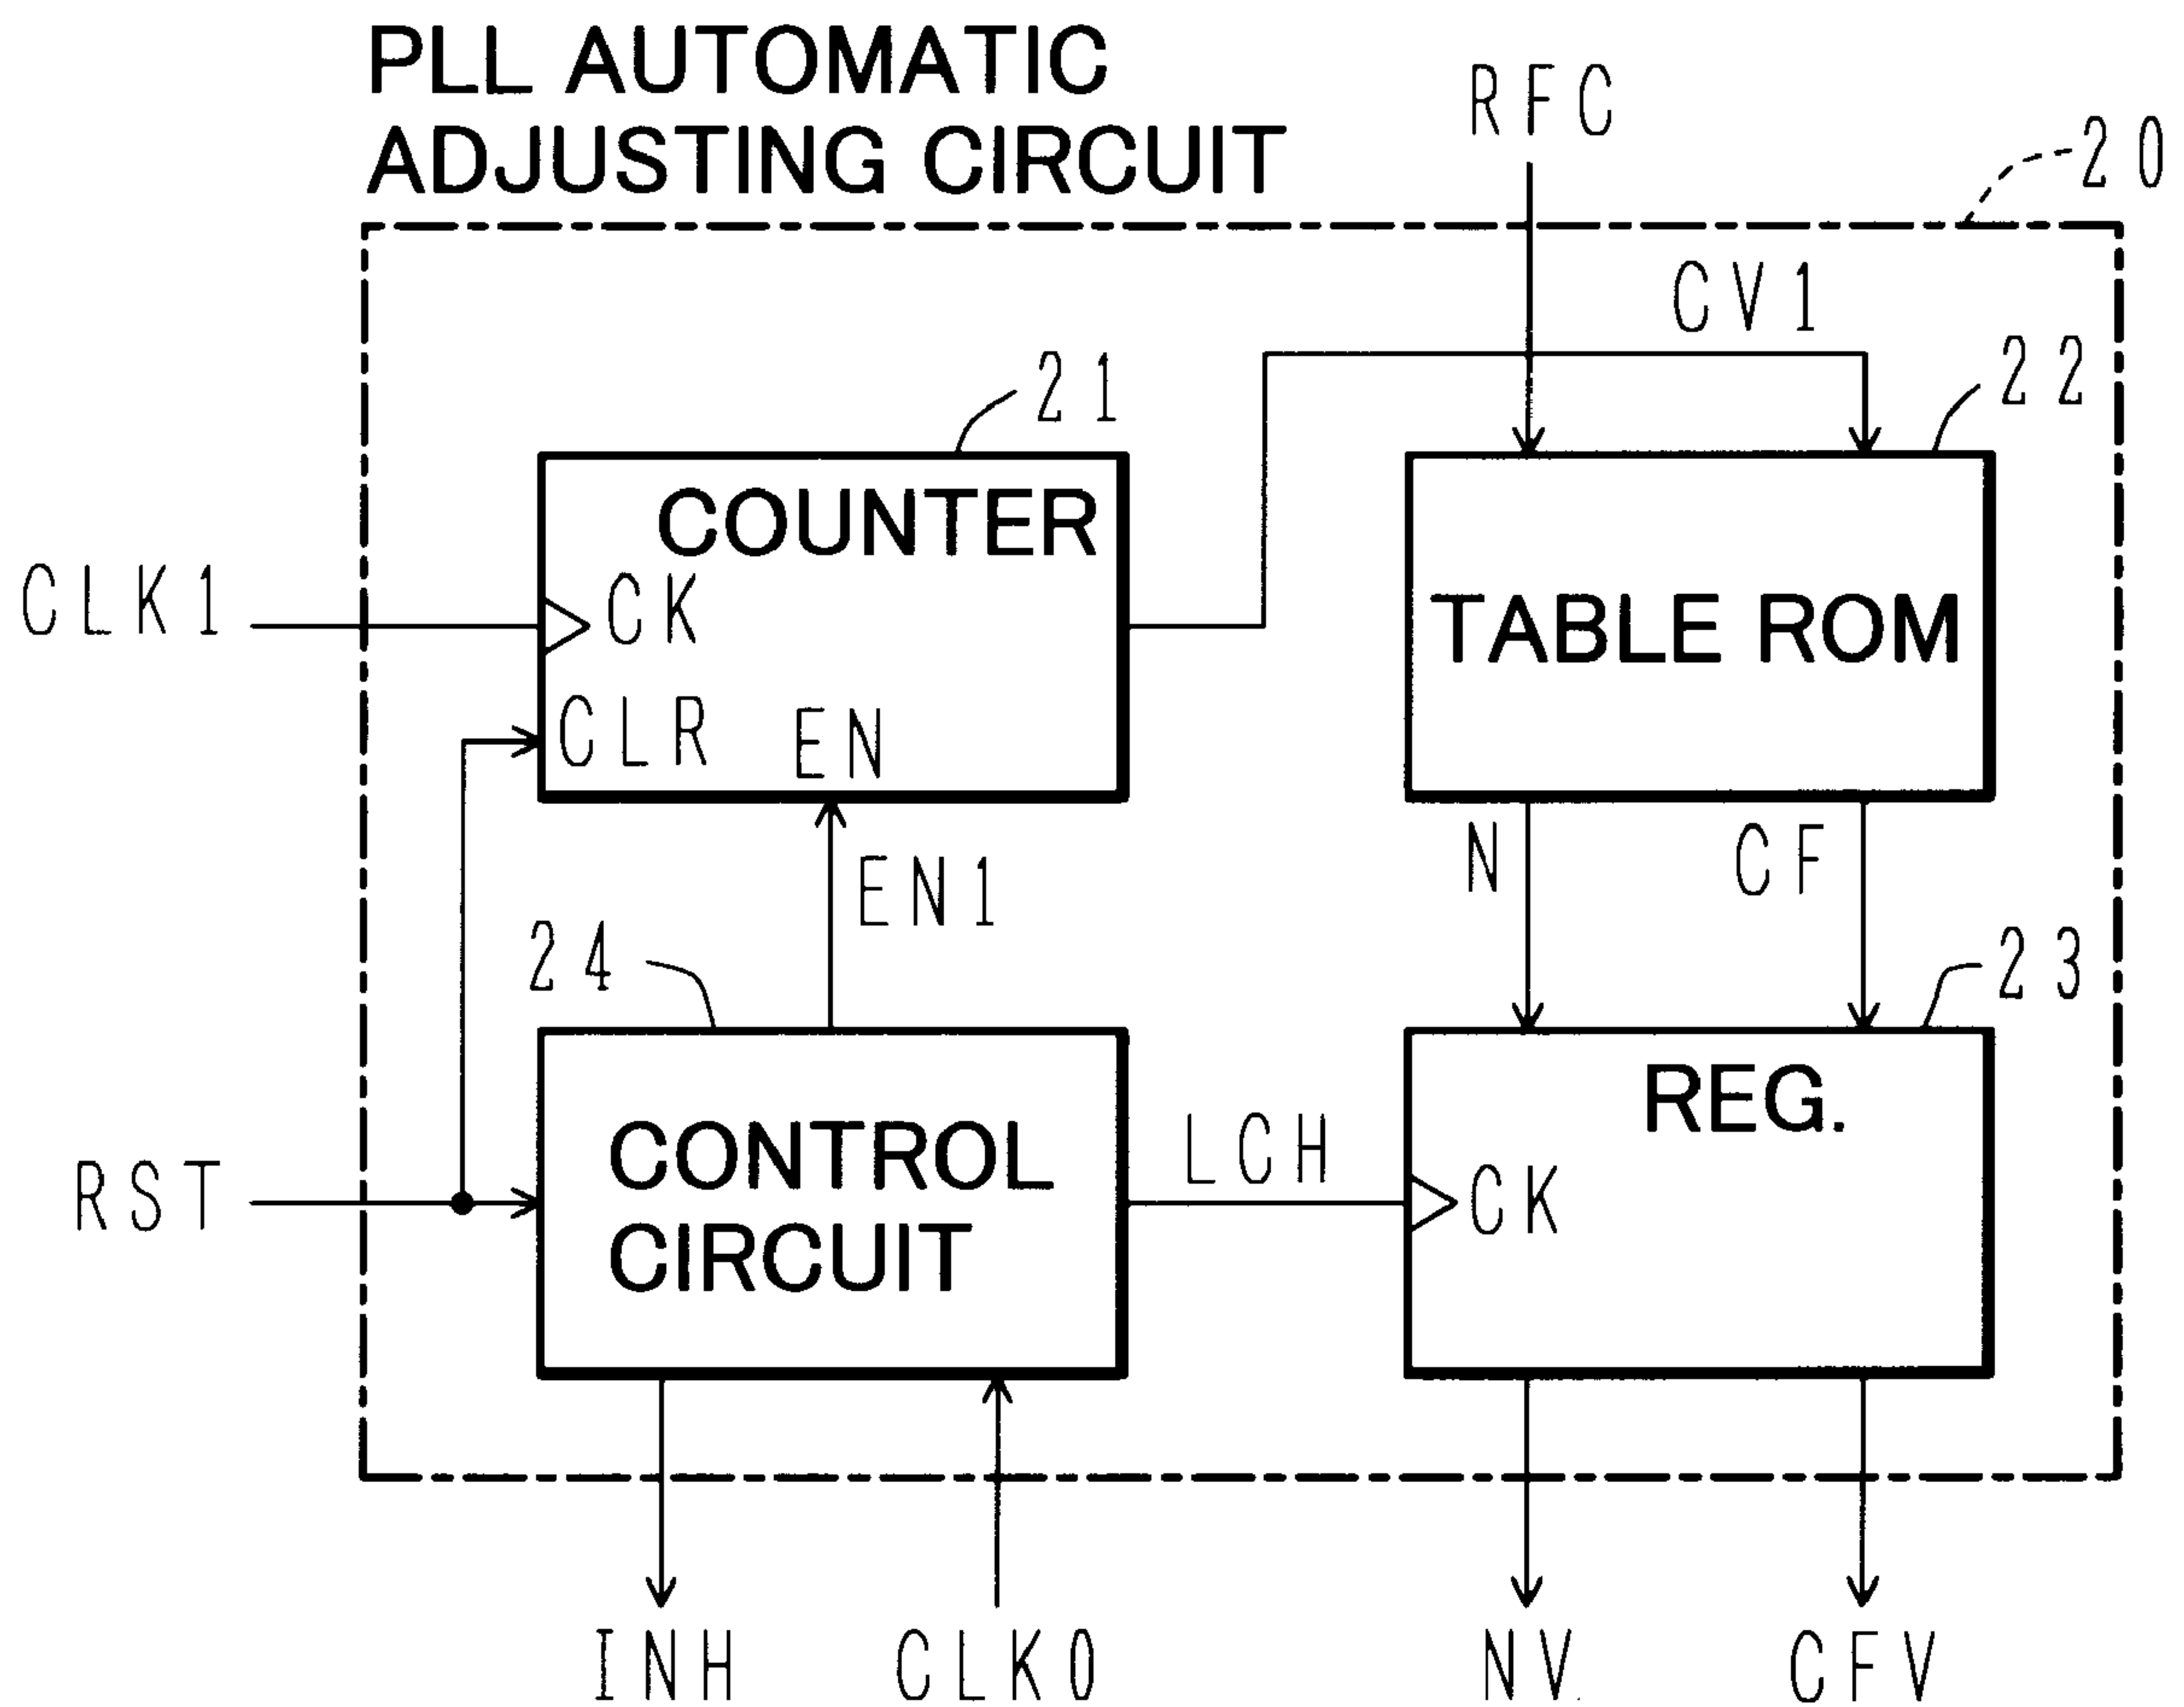 PLL AUTOMATIC
ADJUSTING CIRCUIT
RFC
20
CV1
21
22
COUNTER
CLK1
CK
TABLE ROM
CLR
EN
N
CF
EN1
24
23
REG.
CONTROL
CIRCUIT
LCH
CK
RST
INH
CLK0
NV
CFV